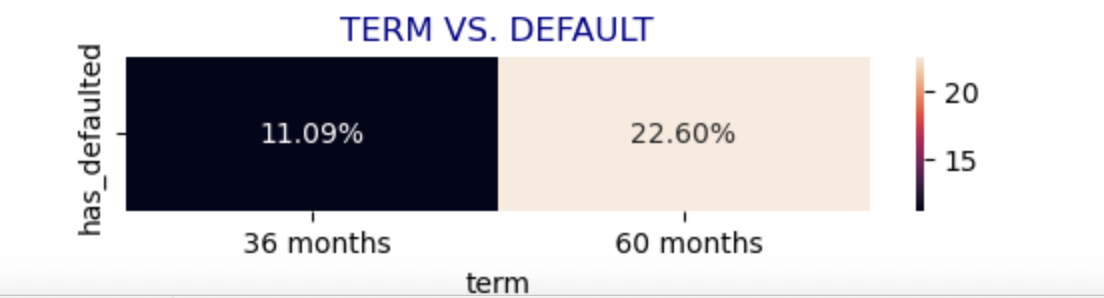 TERM VS. DEFAULT
has_defaulted
11.09% 22.60%
20
15
36 months 60 months
term